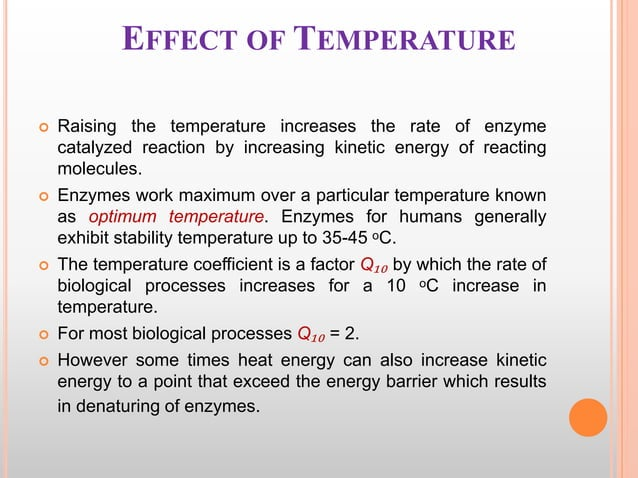 EFFECT OF TEMPERATURE
Raising the temperature increases the rate of enzyme
catalyzed reaction by increasing kinetic energy of reacting
molecules.
Enzymes work maximum over a particular temperature known
as optimum temperature. Enzymes for humans generally
exhibit stability temperature up to 35-45 ᵒC.
The temperature coefficient is a factor Q₁₀ by which the rate of
biological processes increases for a 10 ᵒC increase in
temperature.
For most biological processes Q₁₀ = 2.
However some times heat energy can also increase kinetic
energy to a point that exceed the energy barrier which results
in denaturing of enzymes.